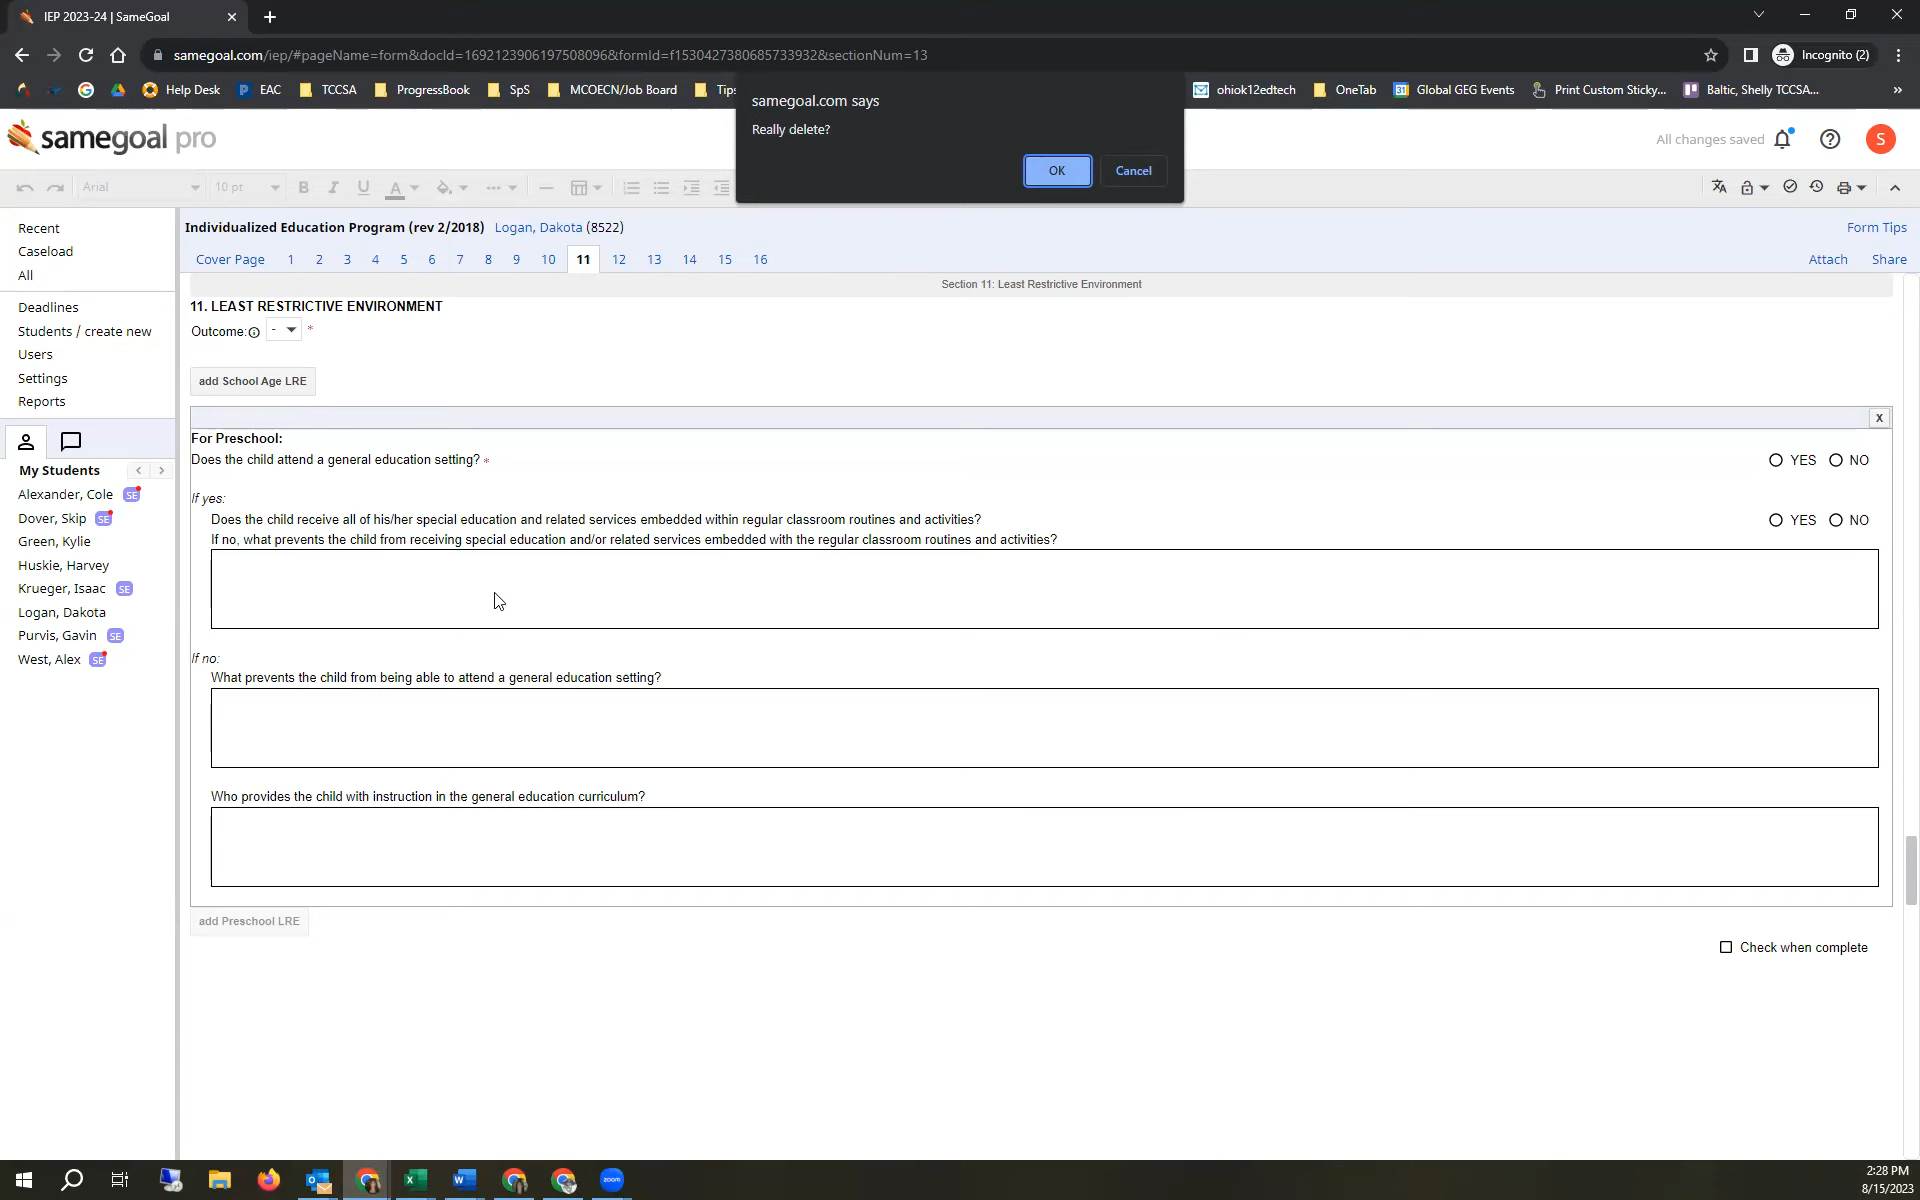 IEP 2023-24 | SameGoal
samegoal.com/iep/#pageName=form&docId=1692123906197508096&formId=f1530427380685733932&sectionNum=13
Incognito (2)
Help Desk
EAC
TCCSA
ProgressBook
SpS
MCOECN/Job Board
Tips
ohiok12edtech
OneTab
31
Global GEG Events
Print Custom Sticky...
Baltic, Shelly TCCSA...
»
samegoal.com says
Really delete?
OK
Cancel
samegoal pro
All changes saved
S
Arial
10 pt
B
I
U
A
Recent
Caseload
All
Deadlines
Students / create new
Users
Settings
Reports
My Students
Alexander, Cole SE
Dover, Skip SE
Green, Kylie
Huskie, Harvey
Krueger, Isaac SE
Logan, Dakota
Purvis, Gavin SE
West, Alex SE
Individualized Education Program (rev 2/2018) Logan, Dakota (8522)
Form Tips
Cover Page 1 2 3 4 5 6 7 8 9 10 11 12 13 14 15 16
Attach Share
Section 11: Least Restrictive Environment
11. LEAST RESTRICTIVE ENVIRONMENT
Outcome: - *
add School Age LRE
X
For Preschool:
Does the child attend a general education setting? * YES NO
If yes:
Does the child receive all of his/her special education and related services embedded within regular classroom routines and activities? YES NO
If no, what prevents the child from receiving special education and/or related services embedded with the regular classroom routines and activities?
If no:
What prevents the child from being able to attend a general education setting?
Who provides the child with instruction in the general education curriculum?
add Preschool LRE
Check when complete
zoom
2:28 PM
8/15/2023